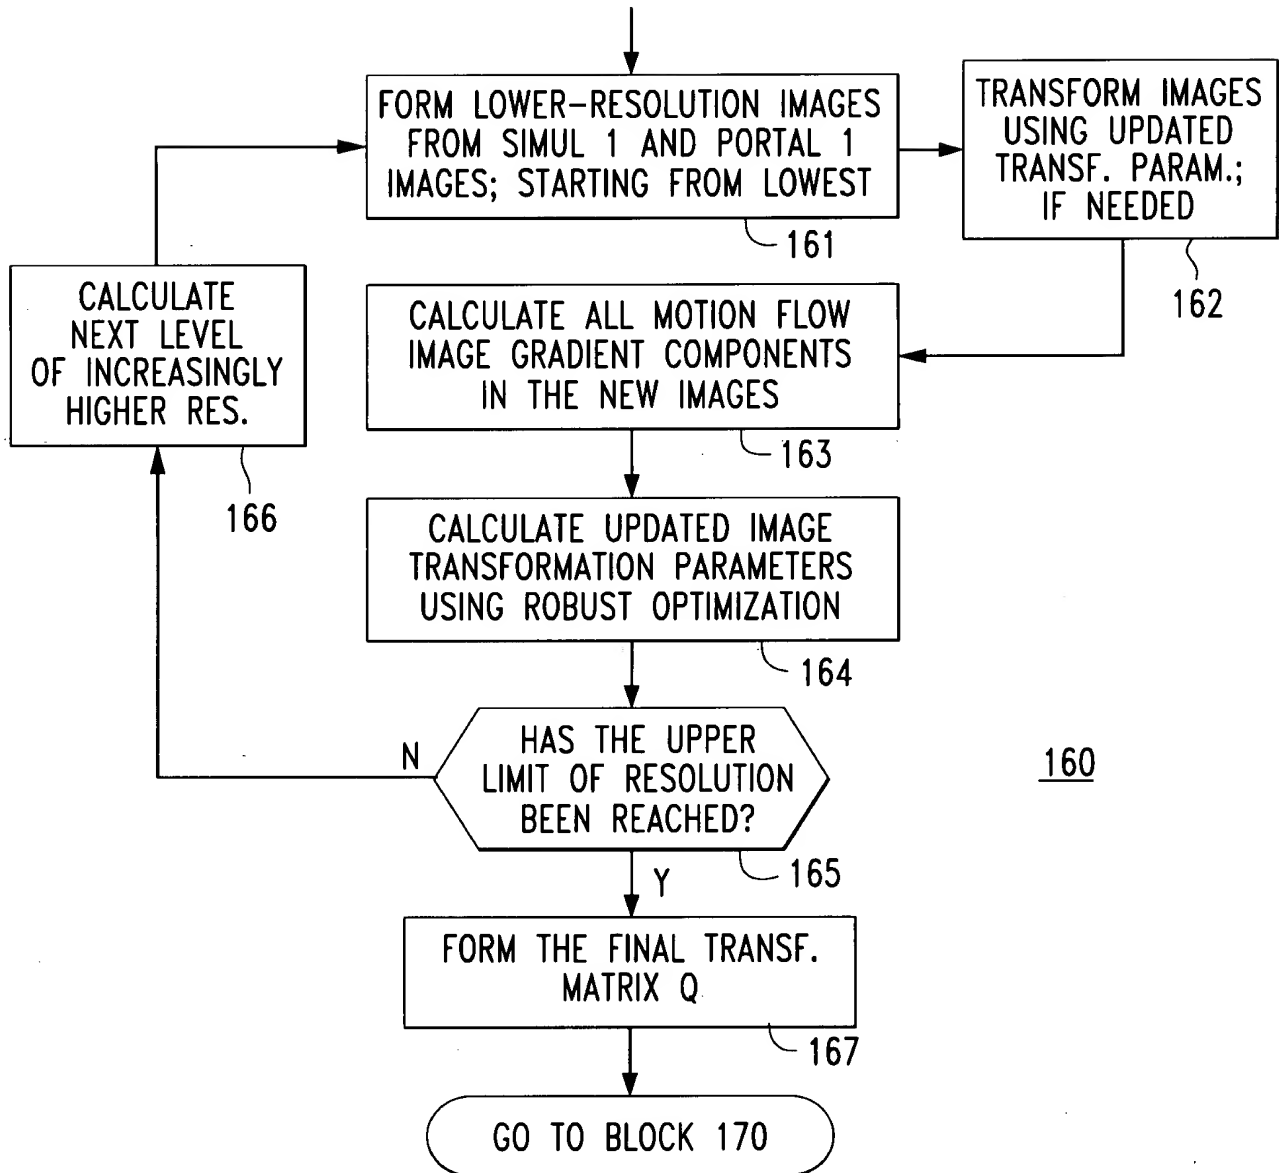 FORM LOWER-RESOLUTION IMAGES
FROM SIMUL 1 AND PORTAL 1
IMAGES; STARTING FROM LOWEST
161
TRANSFORM IMAGES
USING UPDATED
TRANSF. PARAM.;
IF NEEDED
162
CALCULATE ALL MOTION FLOW
IMAGE GRADIENT COMPONENTS
IN THE NEW IMAGES
163
CALCULATE
NEXT LEVEL
OF INCREASINGLY
HIGHER RES.
166
CALCULATE UPDATED IMAGE
TRANSFORMATION PARAMETERS
USING ROBUST OPTIMIZATION
164
HAS THE UPPER
LIMIT OF RESOLUTION
BEEN REACHED?
165
N
Y
160
FORM THE FINAL TRANSF.
MATRIX Q
167
GO TO BLOCK 170